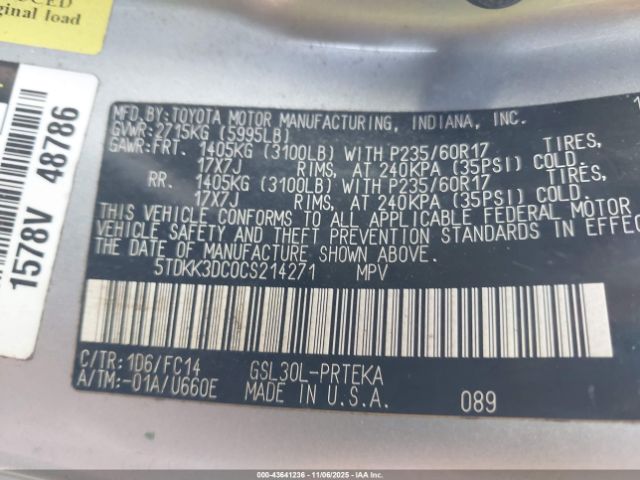 iginal load
1578V 48786
MFD.BY:TOYOTA MOTOR MANUFACTURING, INDIANA, INC.
GVWR:2715KG (5995LB)
GAWR:FRT. 1405KG (3100LB) WITH P235/60R17 TIRES,
17X7J RIMS, AT 240KPA (35PSI) COLD.
RR. 1405KG (3100LB) WITH P235/60R17 TIRES,
17X7J RIMS, AT 240KPA (35PSI) COLD.
THIS VEHICLE CONFORMS TO ALL APPLICABLE FEDERAL MOTOR
VEHICLE SAFETY AND THEFT PREVENTION STANDARDS IN EFFEC
THE DATE OF MANUFACTURE SHOWN ABOVE.
5TDKK3DC0CS214271 MPV
C/TR:1D6/FC14 GSL30L-PRTEKA
A/TM:-01A/U660E MADE IN U.S.A. 089
000-43641236 - 11/06/2025 - IAAI.COM